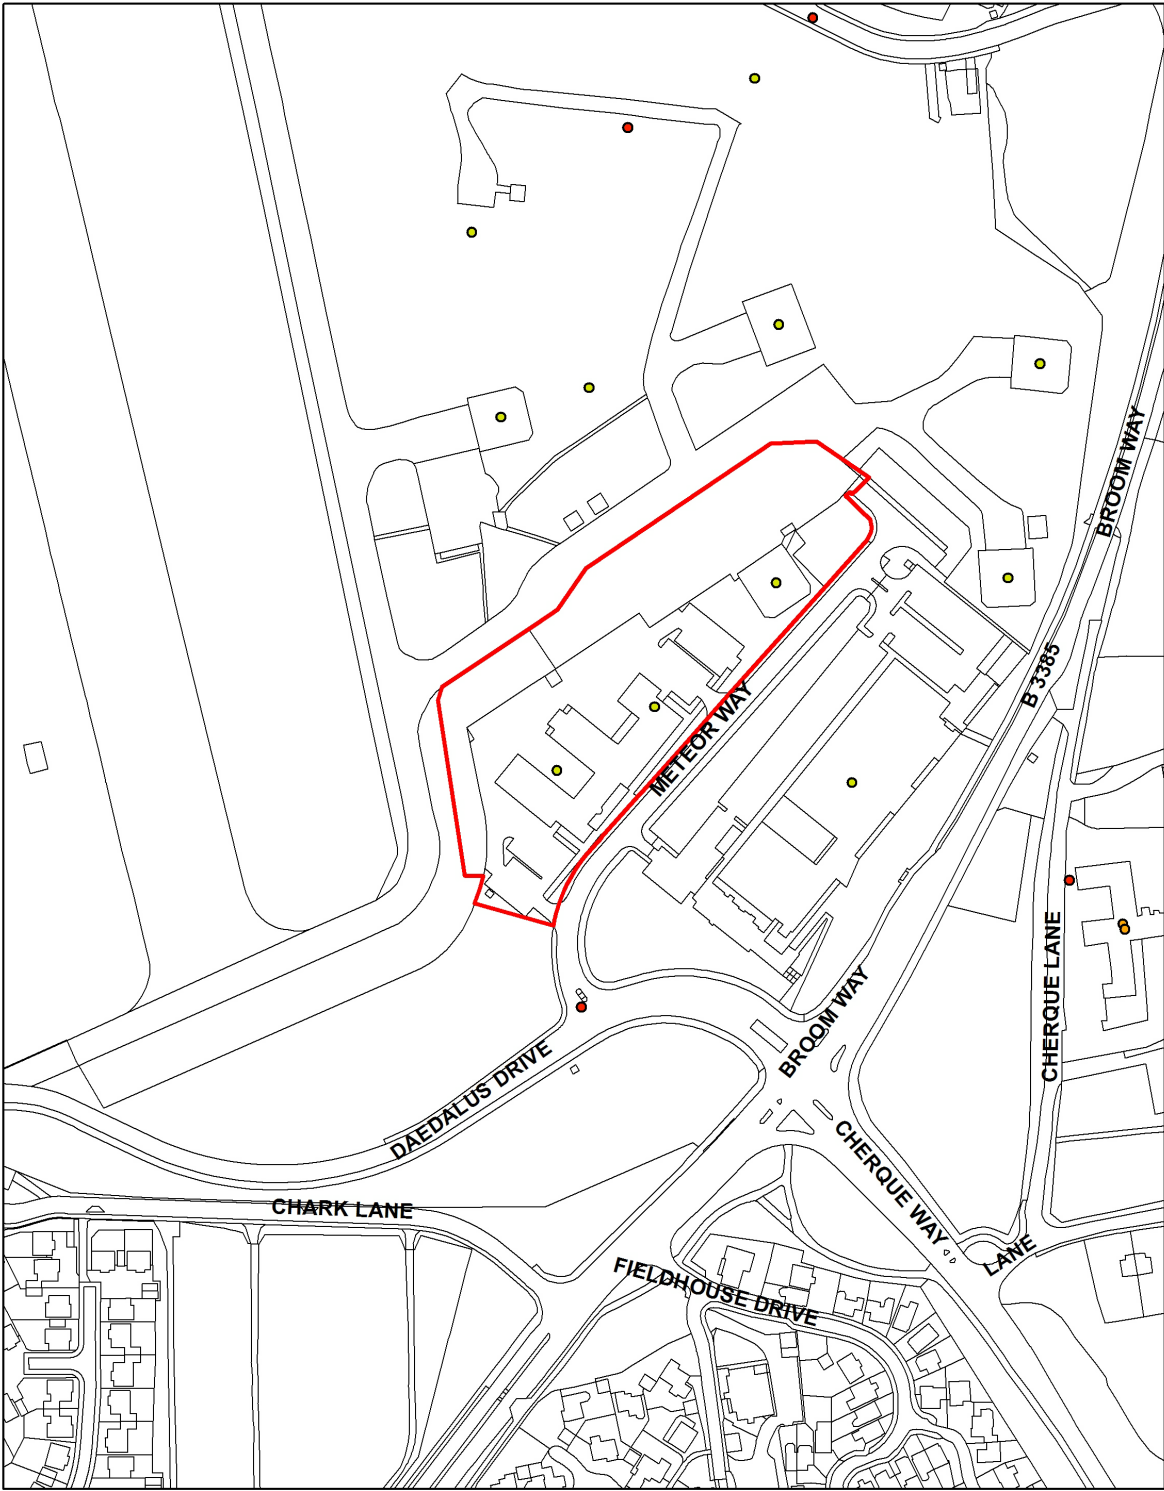 BROOM WAY
B 3385
METEOR WAY
CHERQUE LANE
BROOM WAY
DAEDALUS DRIVE
CHERQUE WAY
CHARK LANE
LANE
FIELDHOUSE DRIVE